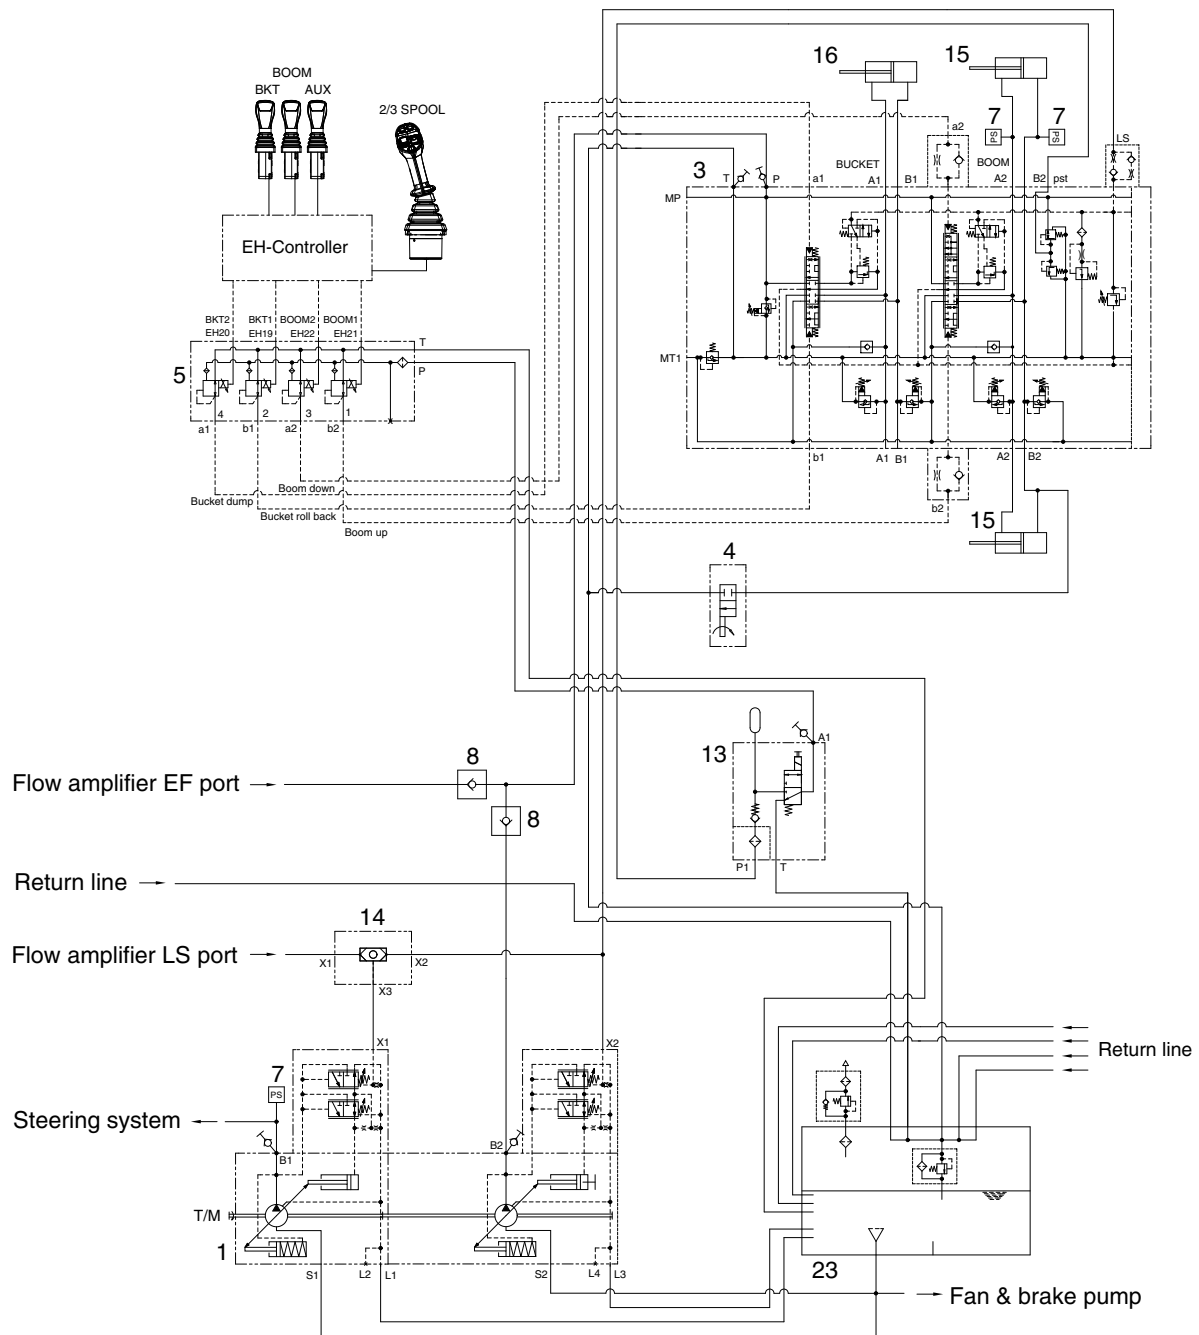 16
15
BOOM
BKT AUX
2/3 SPOOL
7 7
PS PS
a2
LS
3
T P a1
BUCKET
A1 B1
BOOM
A2 B2 pst
MP
EH-Controller
BKT2 BKT1 BOOM2 BOOM1
EH20 EH19 EH22 EH21
T
P
MT1
5
4 2 3 1
a1 b1 a2 b2
b1 A1 B1 A2 B2
Boom down
Bucket dump
Bucket roll back
Boom up
b2
15
4
13
A1
8
Flow amplifier EF port
8
P1 T
Return line
14
Flow amplifier LS port
X1 X2
X3
X1 X2
Return line
7
PS
Steering system
B1 B2
T/M
1
S1 L2 L1 S2 L4 L3
23
Fan & brake pump